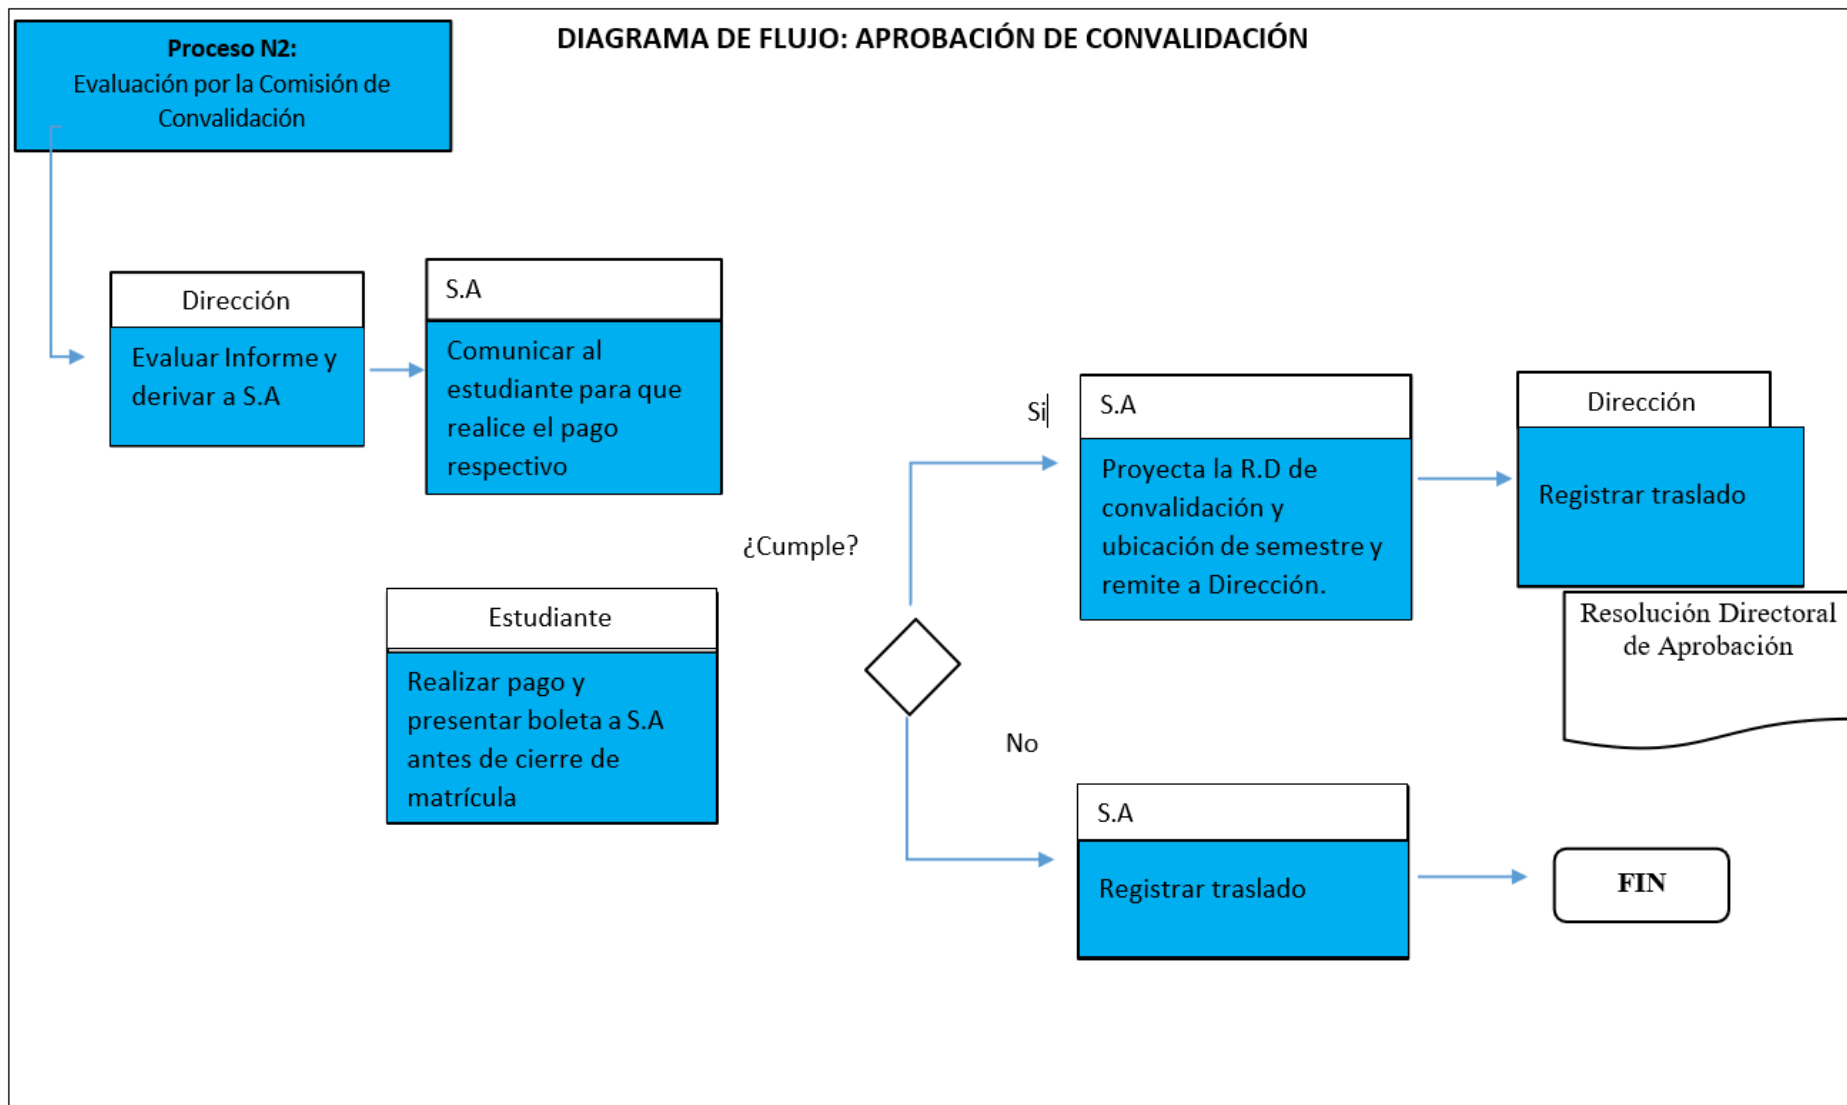 DIAGRAMA DE FLUJO: APROBACIÓN DE CONVALIDACIÓN
Proceso N2:
Evaluación por la Comisión de
Convalidación
Dirección
Evaluar Informe y
derivar a S.A
S.A
Comunicar al
estudiante para que
realice el pago
respectivo
Estudiante
Realizar pago y
presentar boleta a S.A
antes de cierre de
matrícula
¿Cumple?
Si
S.A
Proyecta la R.D de
convalidación y
ubicación de semestre y
remite a Dirección.
Dirección
Registrar traslado
Resolución Directoral
de Aprobación
No
S.A
Registrar traslado
FIN